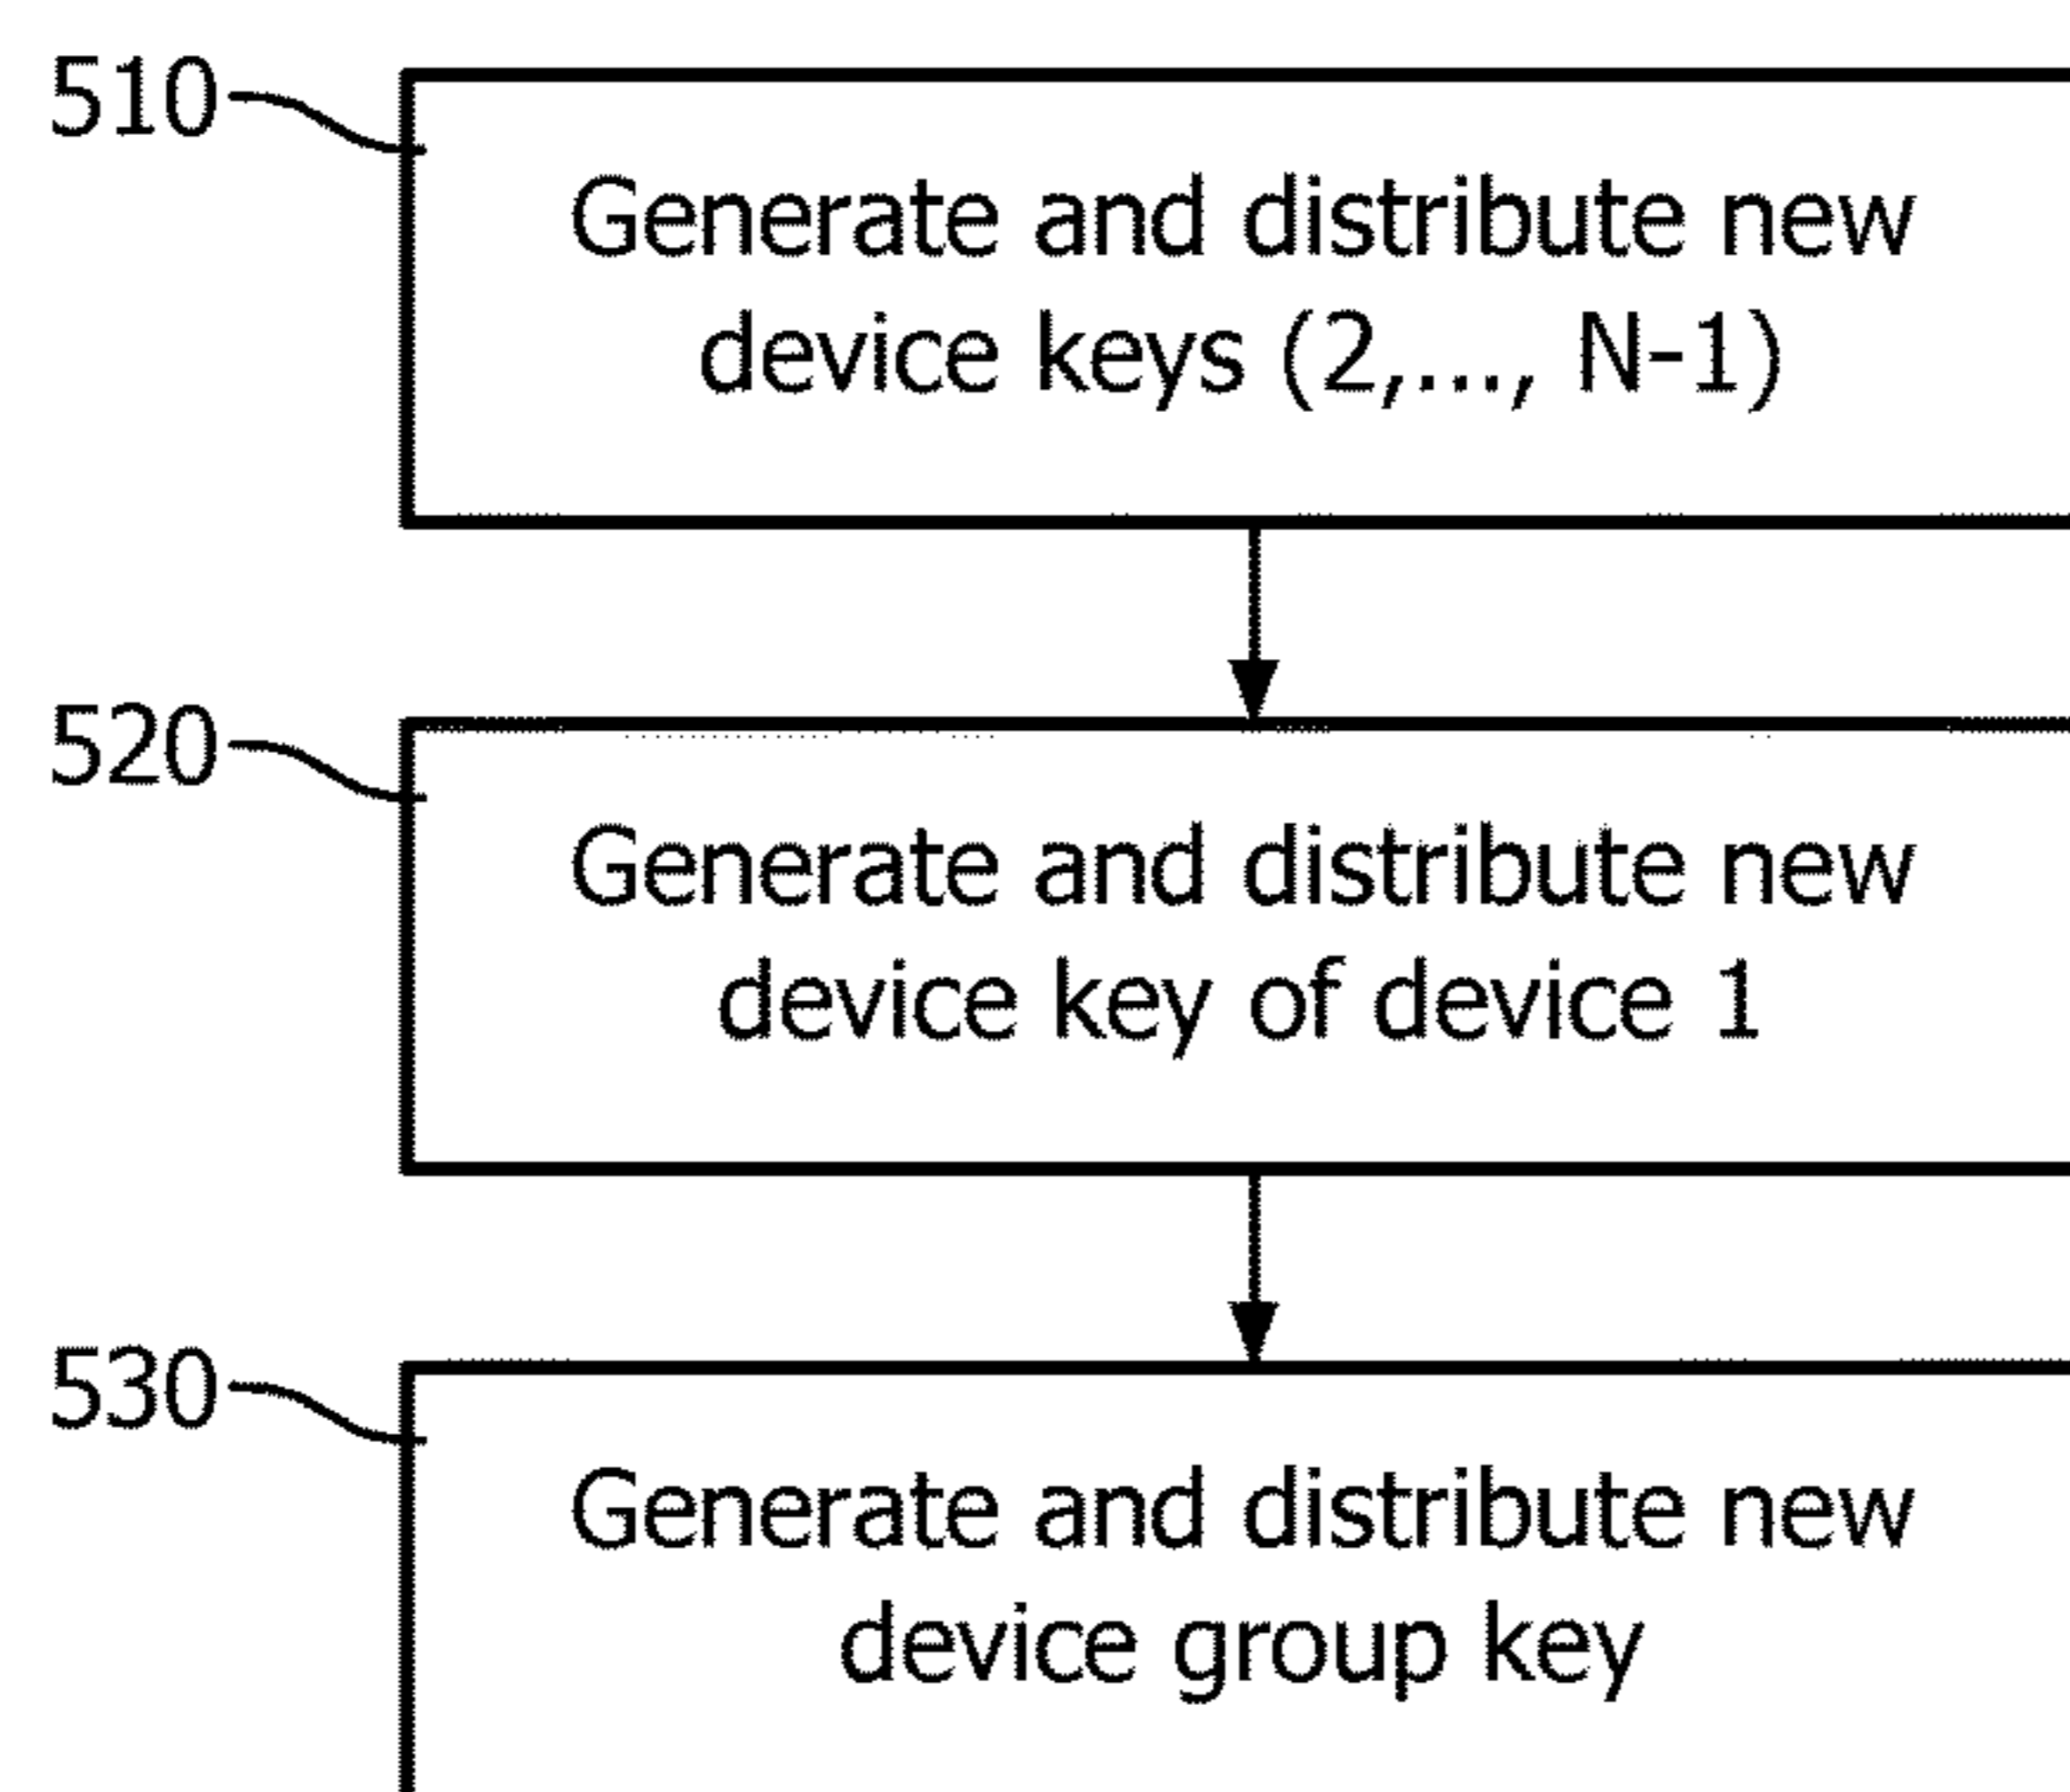 510
Generate and distribute new
device keys (2,..., N-1)
520
Generate and distribute new
device key of device 1
530
Generate and distribute new
device group key